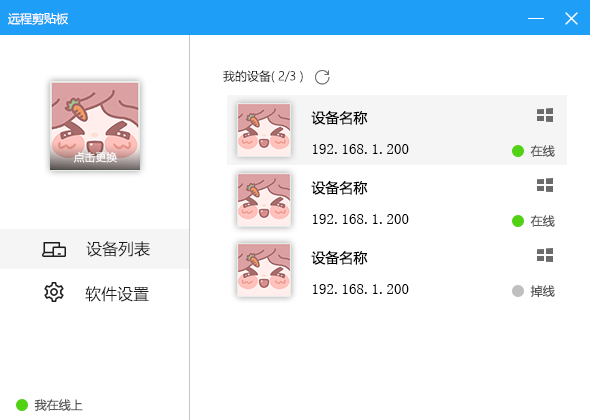 远程剪贴板
点击更换
设备列表
软件设置
我在线上
我的设备( 2/3 )
设备名称
192. 168. 1. 200
在线
设备名称
192. 168. 1. 200
在线
设备名称
192. 168. 1. 200
掉线